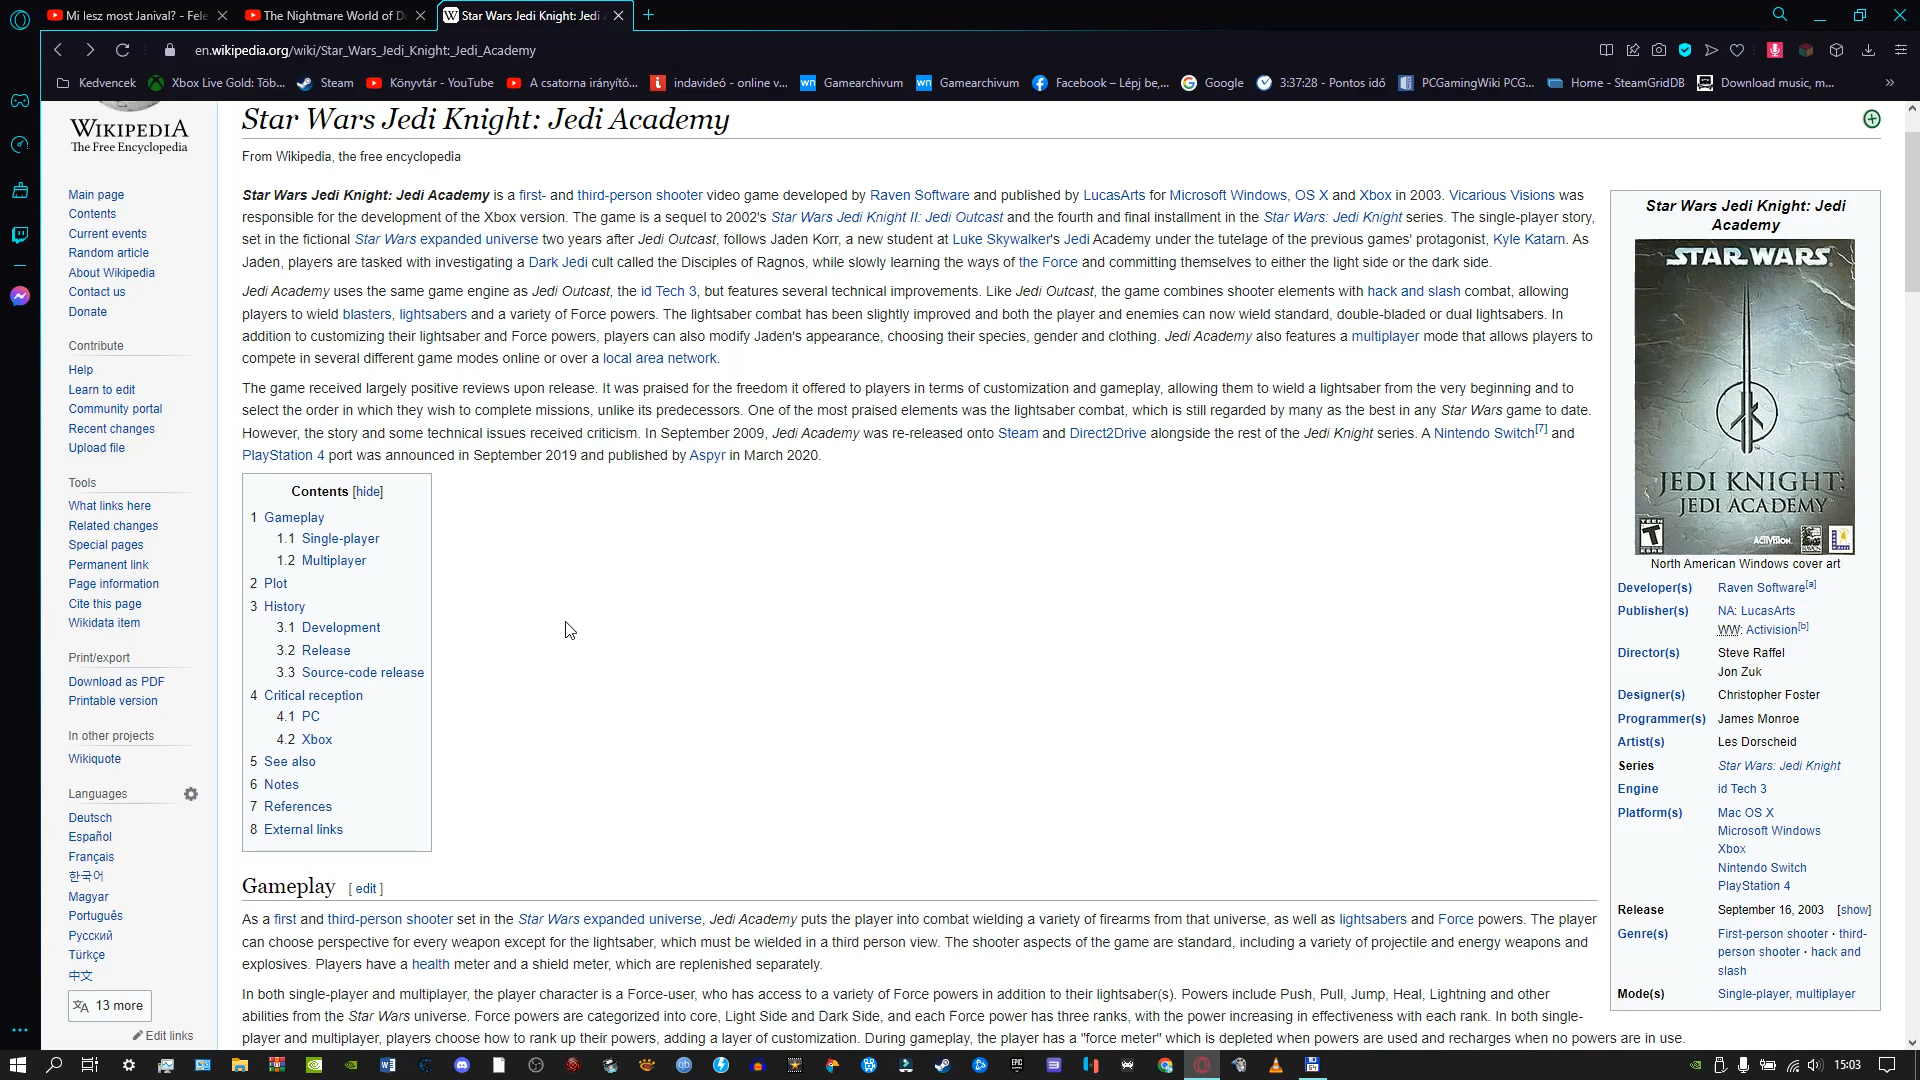 Mi lesz most Janival? - Fele
The Nightmare World of D
Star Wars Jedi Knight: Jedi
en.wikipedia.org/wiki/Star_Wars_Jedi_Knight:_Jedi_Academy
Kedvencek
Xbox Live Gold: Töb...
Steam
Könyvtár - YouTube
A csatorna irányító...
indavideó - online v...
Gamearchivum
Gamearchivum
Facebook – Lépj be,...
Google
3:37:28 - Pontos idő
PCGamingWiki PCG...
Home - SteamGridDB
Download music, m...
WIKIPEDIA
The Free Encyclopedia
Main page
Contents
Current events
Random article
About Wikipedia
Contact us
Donate
Contribute
Help
Learn to edit
Community portal
Recent changes
Upload file
Tools
What links here
Related changes
Special pages
Permanent link
Page information
Cite this page
Wikidata item
Print/export
Download as PDF
Printable version
In other projects
Wikiquote
Languages
Deutsch
Español
Français
한국어
Magyar
Português
Русский
Türkçe
中文
13 more
Edit links
Star Wars Jedi Knight: Jedi Academy
From Wikipedia, the free encyclopedia
Star Wars Jedi Knight: Jedi Academy is a first- and third-person shooter video game developed by Raven Software and published by LucasArts for Microsoft Windows, OS X and Xbox in 2003. Vicarious Visions was
responsible for the development of the Xbox version. The game is a sequel to 2002's Star Wars Jedi Knight II: Jedi Outcast and the fourth and final installment in the Star Wars: Jedi Knight series. The single-player story,
set in the fictional Star Wars expanded universe two years after Jedi Outcast, follows Jaden Korr, a new student at Luke Skywalker's Jedi Academy under the tutelage of the previous games' protagonist, Kyle Katarn. As
Jaden, players are tasked with investigating a Dark Jedi cult called the Disciples of Ragnos, while slowly learning the ways of the Force and committing themselves to either the light side or the dark side.
Jedi Academy uses the same game engine as Jedi Outcast, the id Tech 3, but features several technical improvements. Like Jedi Outcast, the game combines shooter elements with hack and slash combat, allowing
players to wield blasters, lightsabers and a variety of Force powers. The lightsaber combat has been slightly improved and both the player and enemies can now wield standard, double-bladed or dual lightsabers. In
addition to customizing their lightsaber and Force powers, players can also modify Jaden's appearance, choosing their species, gender and clothing. Jedi Academy also features a multiplayer mode that allows players to
compete in several different game modes online or over a local area network.
The game received largely positive reviews upon release. It was praised for the freedom it offered to players in terms of customization and gameplay, allowing them to wield a lightsaber from the very beginning and to
select the order in which they wish to complete missions, unlike its predecessors. One of the most praised elements was the lightsaber combat, which is still regarded by many as the best in any Star Wars game to date.
However, the story and some technical issues received criticism. In September 2009, Jedi Academy was re-released onto Steam and Direct2Drive alongside the rest of the Jedi Knight series. A Nintendo Switch[7] and
PlayStation 4 port was announced in September 2019 and published by Aspyr in March 2020.
Contents [hide]
1 Gameplay
1.1 Single-player
1.2 Multiplayer
2 Plot
3 History
3.1 Development
3.2 Release
3.3 Source-code release
4 Critical reception
4.1 PC
4.2 Xbox
5 See also
6 Notes
7 References
8 External links
Gameplay [ edit ]
As a first and third-person shooter set in the Star Wars expanded universe, Jedi Academy puts the player into combat wielding a variety of firearms from that universe, as well as lightsabers and Force powers. The player
can choose perspective for every weapon except for the lightsaber, which must be wielded in a third person view. The shooter aspects of the game are standard, including a variety of projectile and energy weapons and
explosives. Players have a health meter and a shield meter, which are replenished separately.
In both single-player and multiplayer, the player character is a Force-user, who has access to a variety of Force powers in addition to their lightsaber(s). Powers include Push, Pull, Jump, Heal, Lightning and other
abilities from the Star Wars universe. Force powers are categorized into core, Light Side and Dark Side, and each Force power has three ranks, with the power increasing in effectiveness with each rank. In both single-
player and multiplayer, players choose how to rank up their powers, adding a layer of customization. During gameplay, the player has a "force meter" which is depleted when powers are used and recharges when no powers are in use.
Star Wars Jedi Knight: Jedi
Academy
STAR WARS
JEDI KNIGHT:
JEDI ACADEMY
TEEN
T
ESRB
ACTIVISION
North American Windows cover art
Developer(s) Raven Software[a]
Publisher(s) NA: LucasArts
WW: Activision[b]
Director(s) Steve Raffel
Jon Zuk
Designer(s) Christopher Foster
Programmer(s) James Monroe
Artist(s) Les Dorscheid
Series Star Wars: Jedi Knight
Engine id Tech 3
Platform(s) Mac OS X
Microsoft Windows
Xbox
Nintendo Switch
PlayStation 4
Release September 16, 2003 [show]
Genre(s) First-person shooter · third-
person shooter · hack and
slash
Mode(s) Single-player, multiplayer
15:03